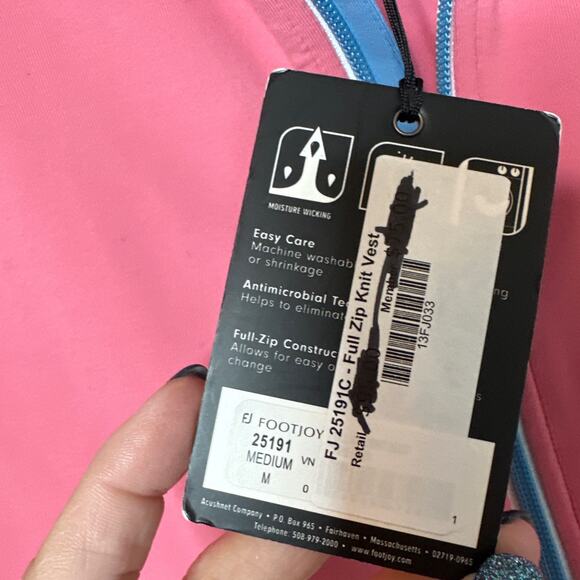 MOISTURE WICKING
Easy Care
Machine washab
or shrinkage
Antimicrobial Te
Helps to eliminat
Full-Zip Construc
Allows for easy o
change
FJ 25191C - Full Zip Knit Vest
Retail
13FJ033
FJ FOOTJOY
25191
MEDIUM VN
M 0
1
Acushnet Company • P.O. Box 965 • Fairhaven • Massachusetts • 02719-0965
Telephone: 508-979-2000 • www.footjoy.com